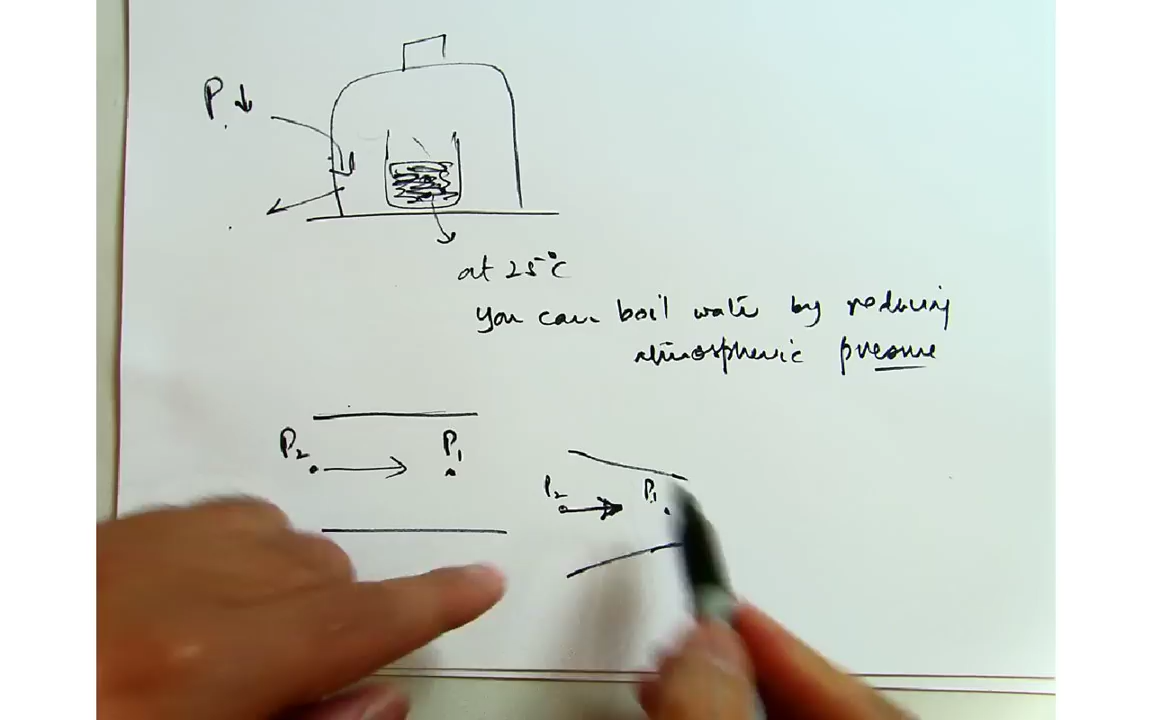 P ↓
at 25°C
You can boil water by reducing
atmospheric pressure
P₂
P₁
P₂
P₁